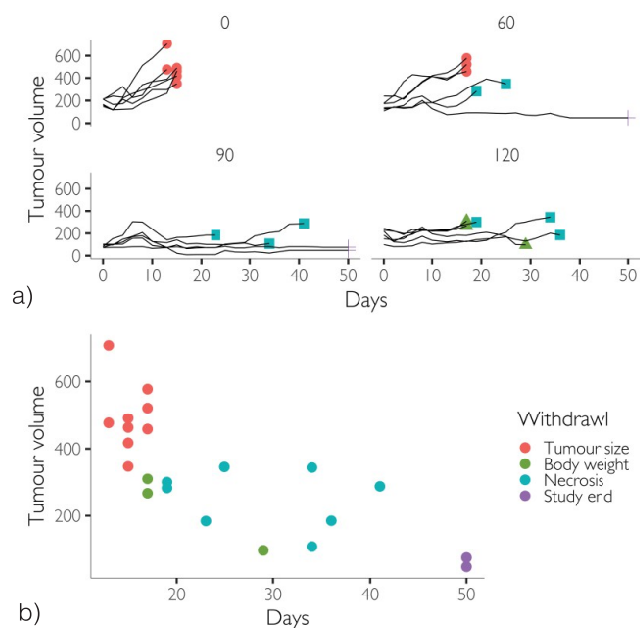 a)
0
60
600
400
200
0
90
120
600
400
200
0
0 10 20 30 40 50
0 10 20 30 40 50
Tumour volume
Days
b)
600
400
200
20 30 40 50
Tumour volume
Days
Withdrawl
Tumour size
Body weight
Necrosis
Study end